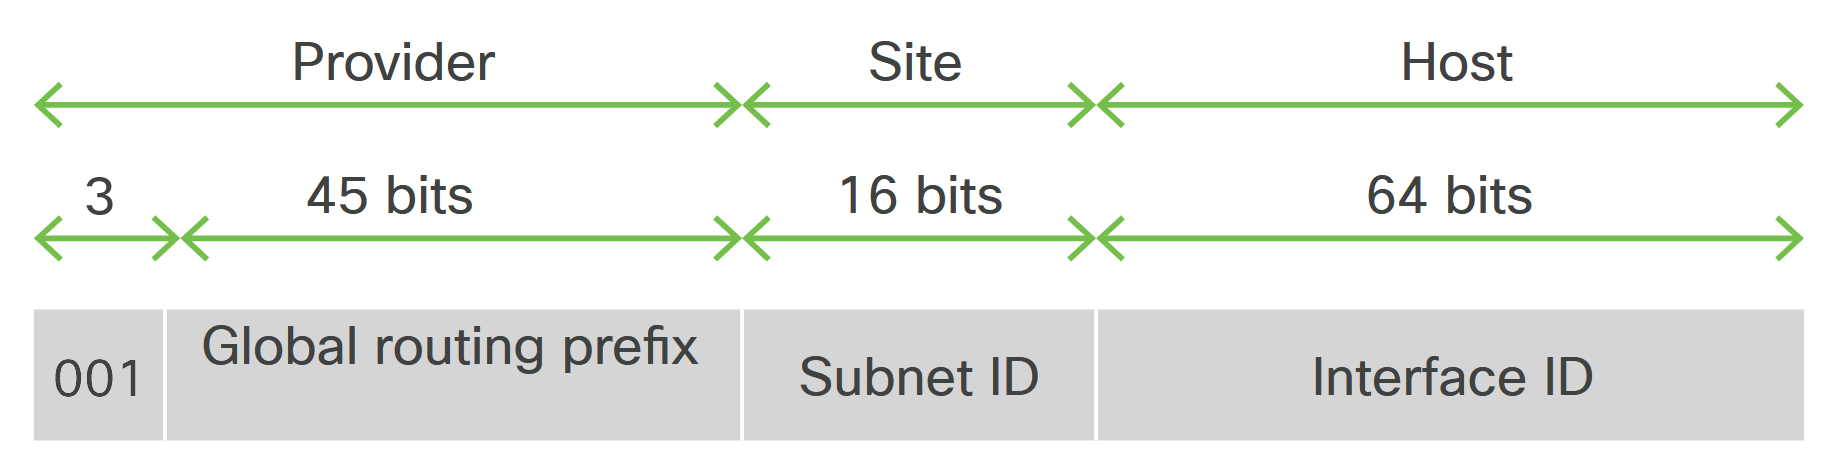 Provider Site Host
3 45 bits 16 bits 64 bits
001 Global routing prefix Subnet ID Interface ID